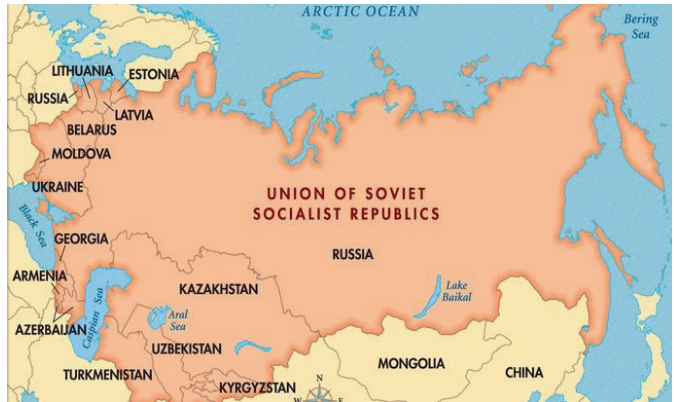 ARCTIC OCEAN
Bering
Sea
LITHUANIA
ESTONIA
RUSSIA
LATVIA
BELARUS
MOLDOVA
UKRAINE
UNION OF SOVIET
SOCIALIST REPUBLICS
Black Sea
GEORGIA
RUSSIA
ARMENIA
KAZAKHSTAN
Lake
Baikal
Caspian Sea
Aral
Sea
AZERBAIJAN
UZBEKISTAN
MONGOLIA
TURKMENISTAN
CHINA
KYRGYZSTAN
N
W
E